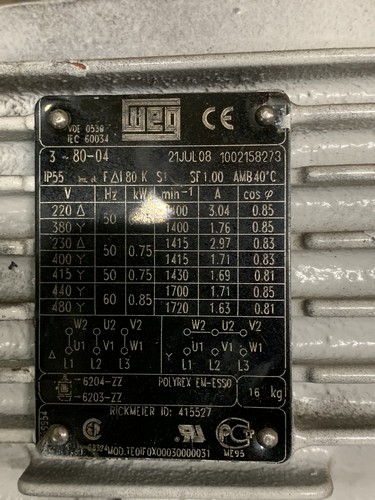 WEG CE
VDE 0530
IEC 60034
3 ~ 80-04 21JUL08 1002158273
IP55 F Δt 80 K S1 SF1.00 AMB40°C
V Hz kW min⁻¹ A cos φ
220 Δ 50 1400 3.04 0.85
380 Y 1400 1.76 0.85
230 Δ 50 0.75 1415 2.97 0.83
400 Y 1415 1.71 0.83
415 Y 50 0.75 1430 1.69 0.81
440 Y 60 0.85 1700 1.71 0.85
480 Y 1720 1.63 0.81
W2 U2 V2 W2 U2 V2
Δ U1 V1 W1 Y U1 V1 W1
L1 L2 L3 L1 L2 L3
6204-ZZ POLYREX EM-ESSO 16 kg
6203-ZZ
RICKMEIER ID: 415527
ME95
MOD.TE01F0X00030000031